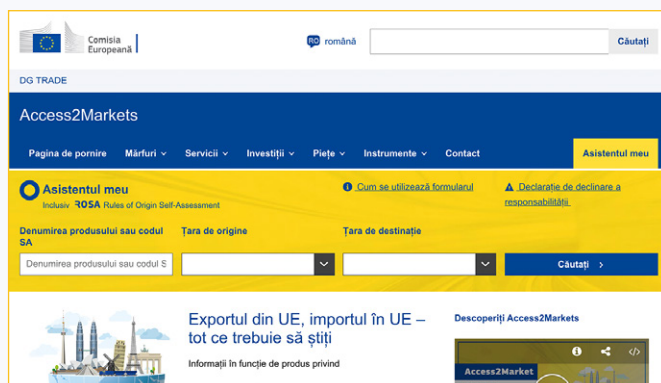 Comisia
Europeană
RO română
Căutați
DG TRADE
Access2Markets
Pagina de pornire Mărfuri Servicii Investiții Piețe Instrumente Contact Asistentul meu
Asistentul meu
Inclusiv ROSA Rules of Origin Self-Assessment
Cum se utilizează formularul
Declarație de declinare a
responsabilității
Denumirea produsului sau codul
SA
Țara de origine
Țara de destinație
Denumirea produsului sau codul S
Căutați >
Exportul din UE, importul în UE –
tot ce trebuie să știți
Informații în funcție de produs privind
Descoperiți Access2Markets
Access2Market